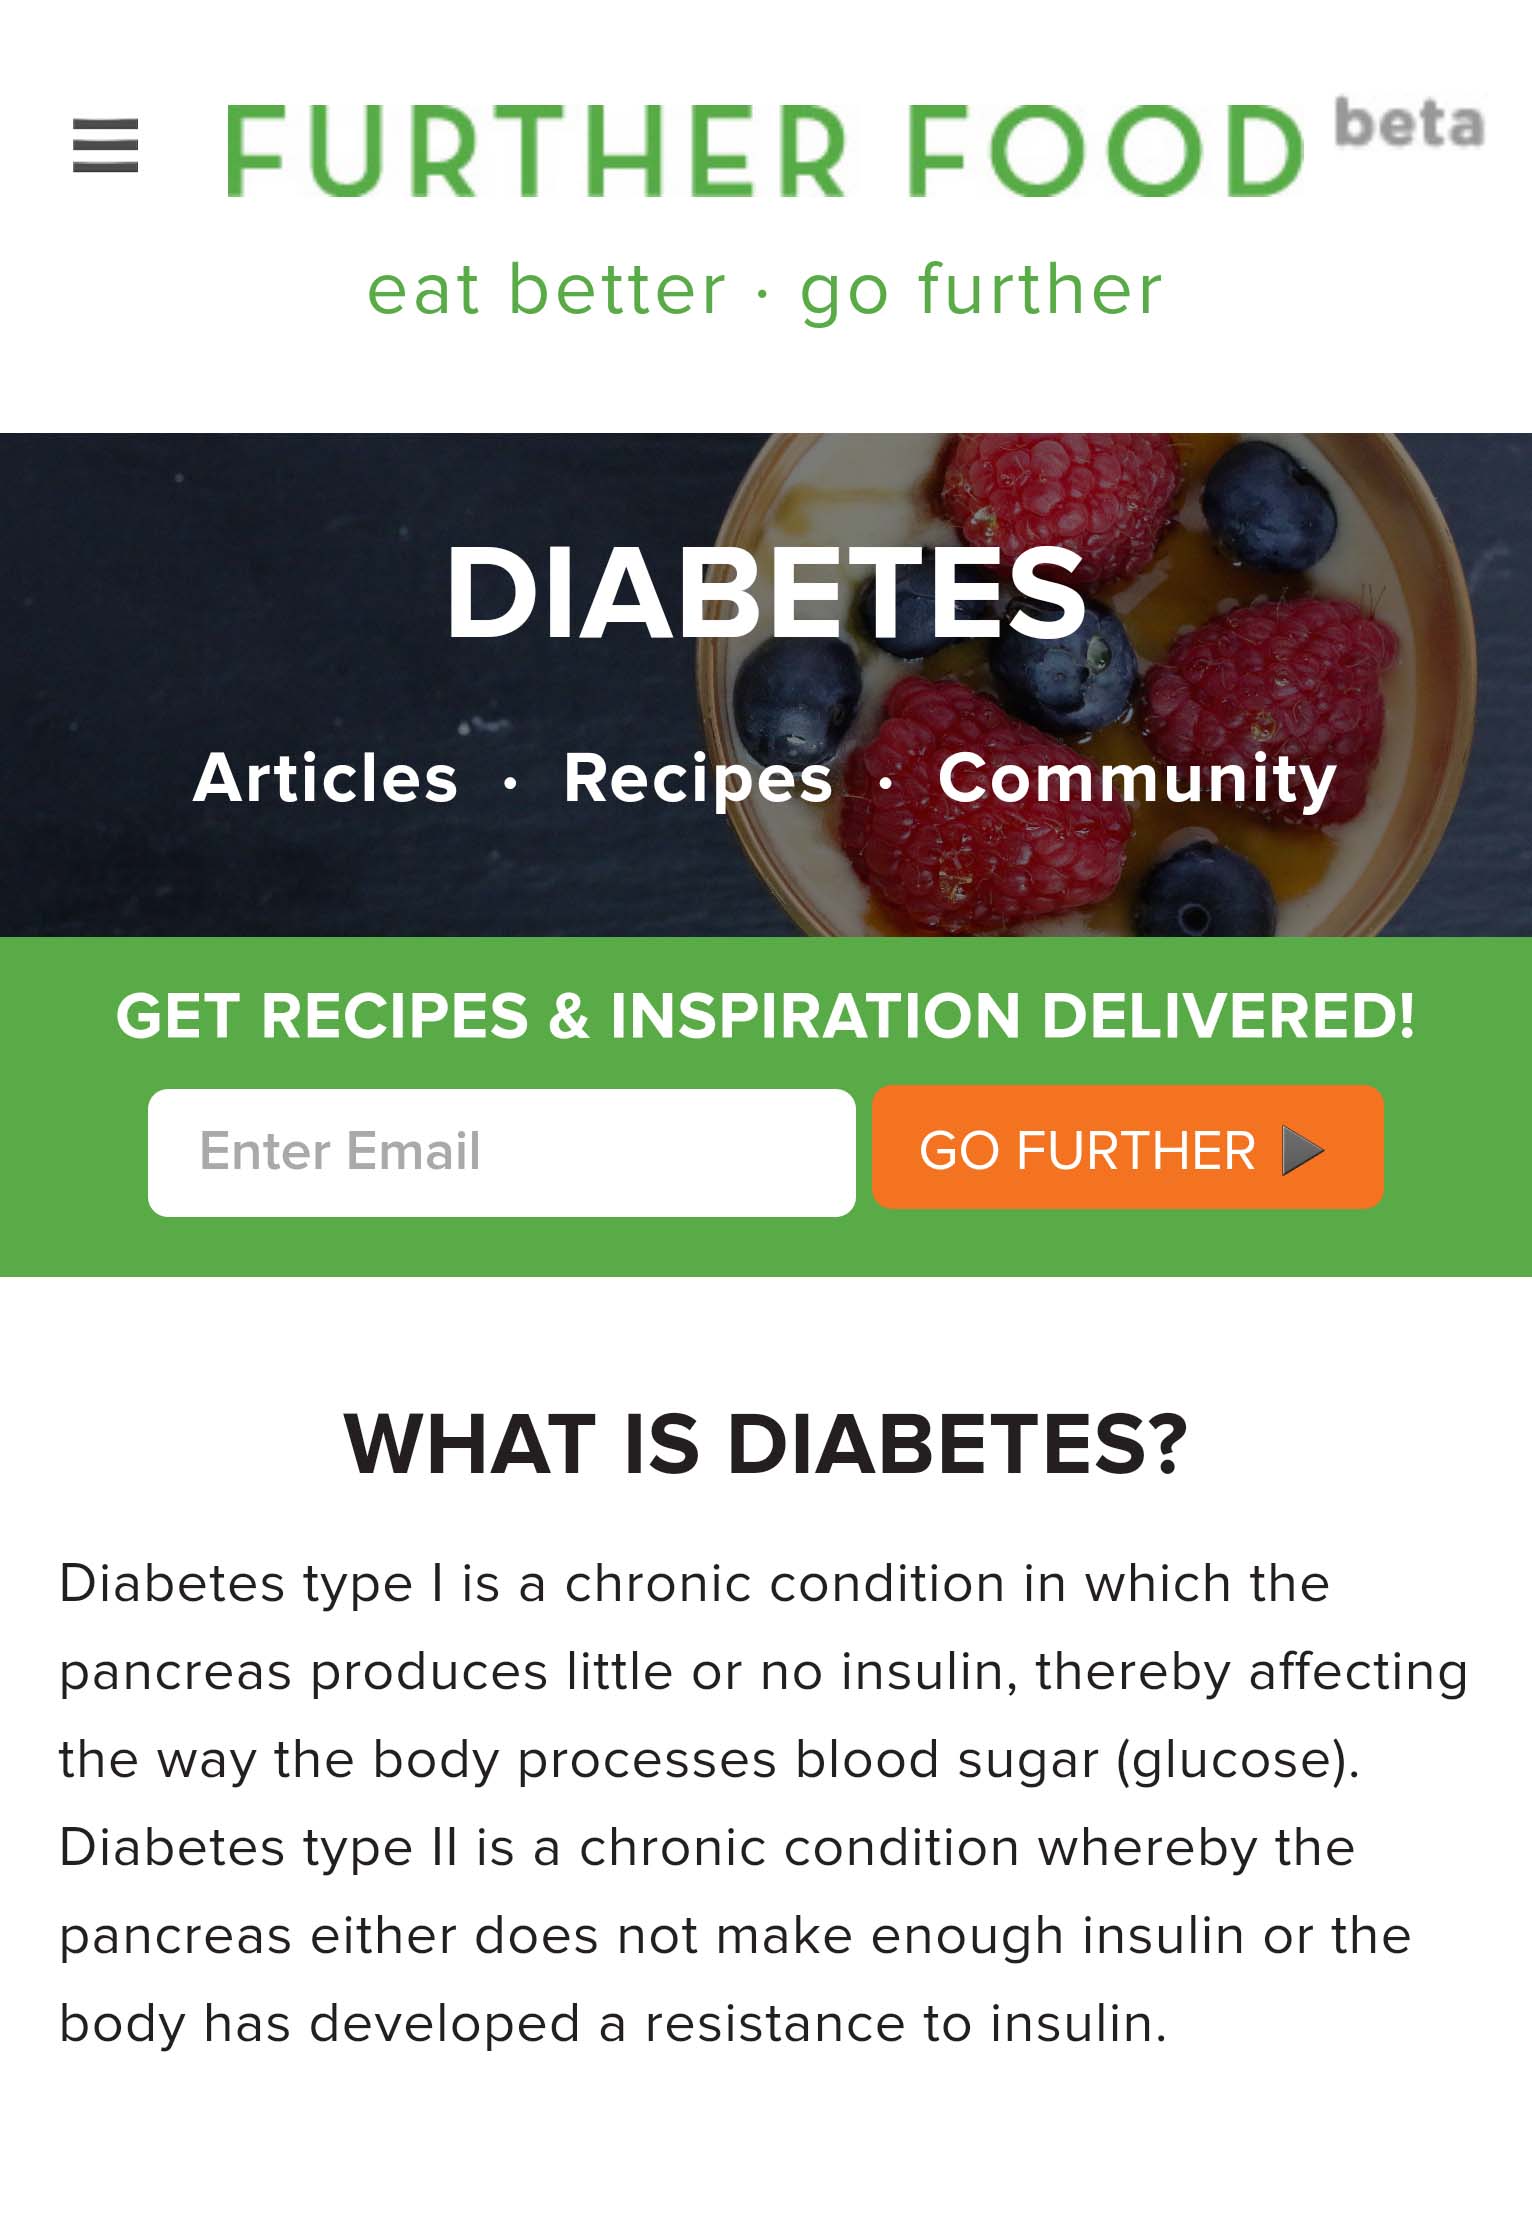 FURTHER FOOD beta
eat better · go further
DIABETES
Articles · Recipes · Community
GET RECIPES & INSPIRATION DELIVERED!
Enter Email
GO FURTHER
WHAT IS DIABETES?
Diabetes type I is a chronic condition in which the
pancreas produces little or no insulin, thereby affecting
the way the body processes blood sugar (glucose).
Diabetes type II is a chronic condition whereby the
pancreas either does not make enough insulin or the
body has developed a resistance to insulin.